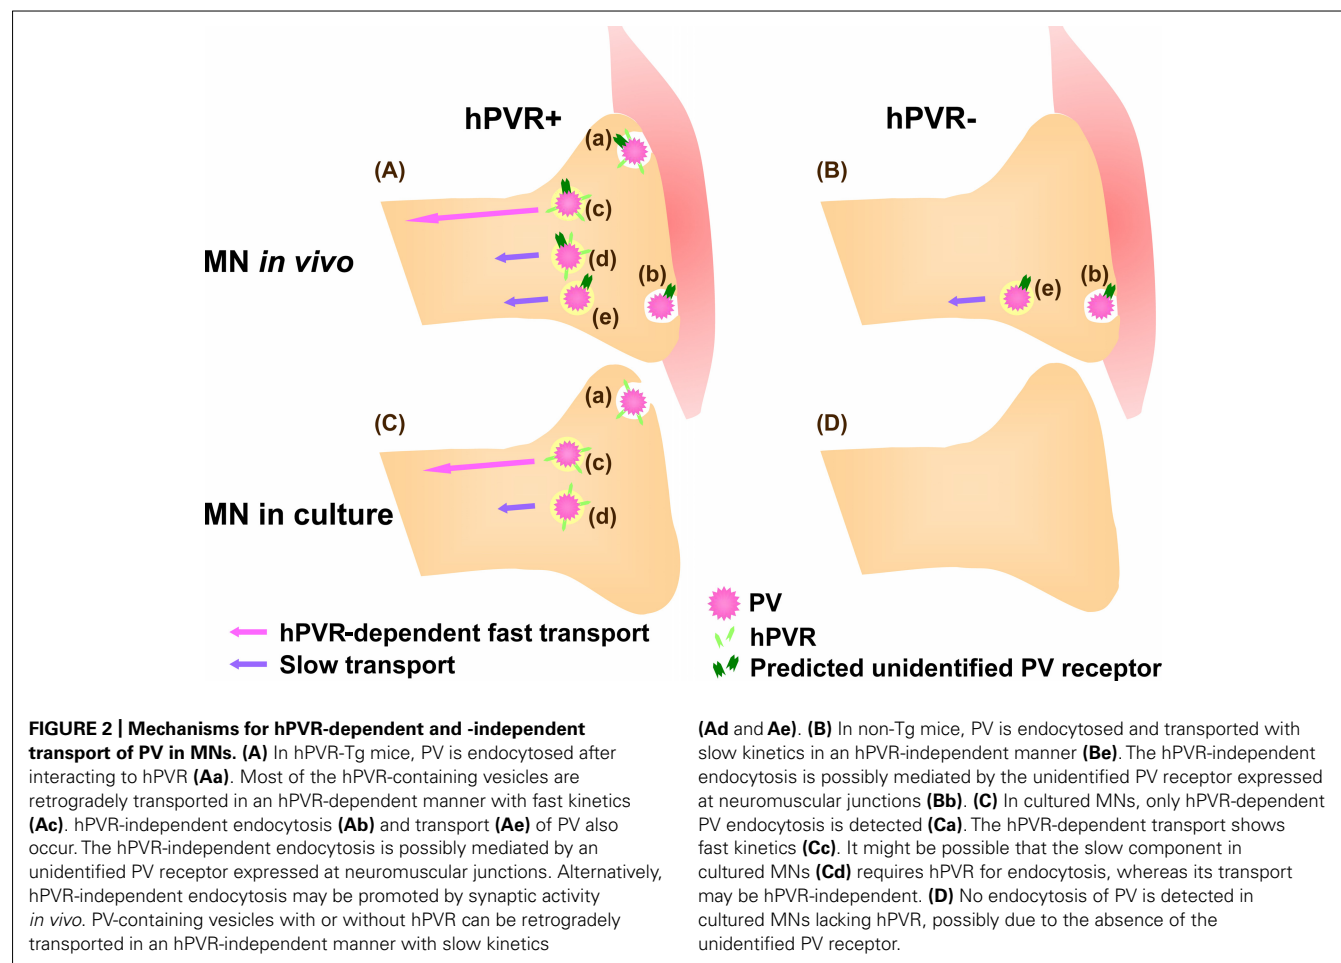 hPVR+
hPVR-
(A)
(a)
(c)
(d)
(b)
(e)
MN in vivo
(B)
(e)
(b)
(C)
(a)
(c)
(d)
MN in culture
(D)
hPVR-dependent fast transport
Slow transport
PV
hPVR
Predicted unidentified PV receptor
FIGURE 2 | Mechanisms for hPVR-dependent and -independent
transport of PV in MNs. (A) In hPVR-Tg mice, PV is endocytosed after
interacting to hPVR (Aa). Most of the hPVR-containing vesicles are
retrogradely transported in an hPVR-dependent manner with fast kinetics
(Ac). hPVR-independent endocytosis (Ab) and transport (Ae) of PV also
occur. The hPVR-independent endocytosis is possibly mediated by an
unidentified PV receptor expressed at neuromuscular junctions. Alternatively,
hPVR-independent endocytosis may be promoted by synaptic activity
in vivo. PV-containing vesicles with or without hPVR can be retrogradely
transported in an hPVR-independent manner with slow kinetics
(Ad and Ae). (B) In non-Tg mice, PV is endocytosed and transported with
slow kinetics in an hPVR-independent manner (Be). The hPVR-independent
endocytosis is possibly mediated by the unidentified PV receptor expressed
at neuromuscular junctions (Bb). (C) In cultured MNs, only hPVR-dependent
PV endocytosis is detected (Ca). The hPVR-dependent transport shows
fast kinetics (Cc). It might be possible that the slow component in
cultured MNs (Cd) requires hPVR for endocytosis, whereas its transport
may be hPVR-independent. (D) No endocytosis of PV is detected in
cultured MNs lacking hPVR, possibly due to the absence of the
unidentified PV receptor.